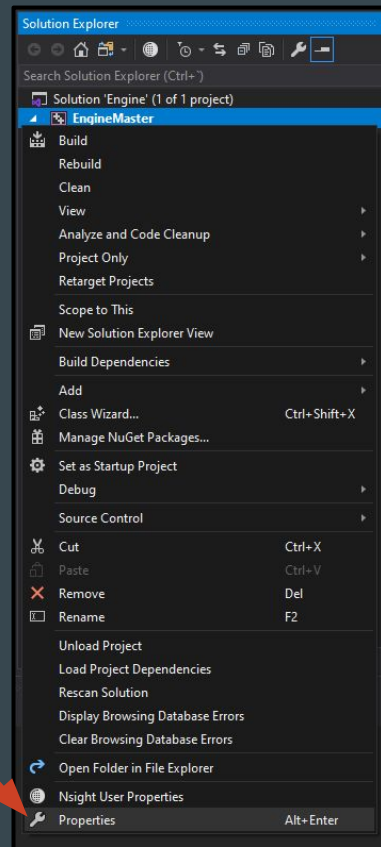 Solution Explorer
Search Solution Explorer (Ctrl+`)
Solution 'Engine' (1 of 1 project)
EngineMaster
Build
Rebuild
Clean
View
Analyze and Code Cleanup
Project Only
Retarget Projects
Scope to This
New Solution Explorer View
Build Dependencies
Add
Class Wizard... Ctrl+Shift+X
Manage NuGet Packages...
Set as Startup Project
Debug
Source Control
Cut Ctrl+X
Paste Ctrl+V
Remove Del
Rename F2
Unload Project
Load Project Dependencies
Rescan Solution
Display Browsing Database Errors
Clear Browsing Database Errors
Open Folder in File Explorer
Nsight User Properties
Properties Alt+Enter